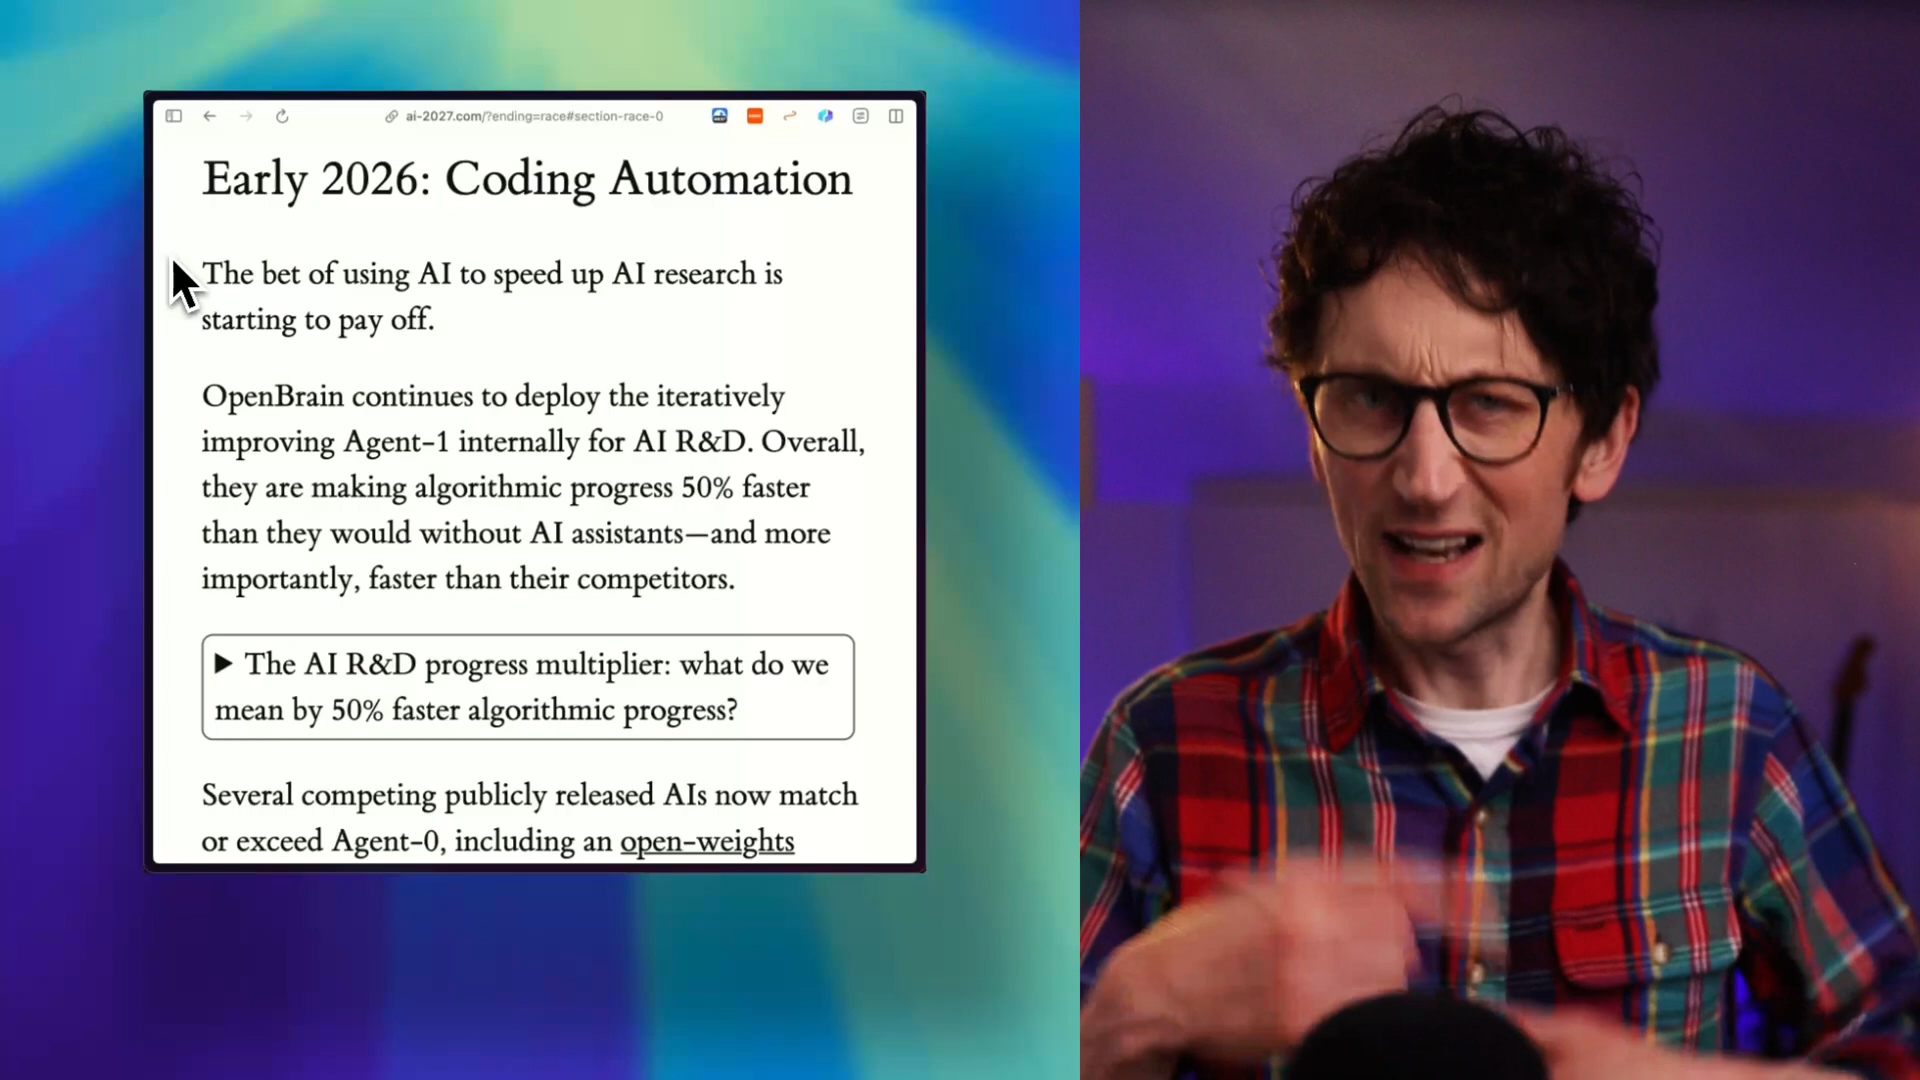 ai-2027.com/?ending=race#section-race-0
Early 2026: Coding Automation
The bet of using AI to speed up AI research is
starting to pay off.
OpenBrain continues to deploy the iteratively
improving Agent-1 internally for AI R&D. Overall,
they are making algorithmic progress 50% faster
than they would without AI assistants—and more
importantly, faster than their competitors.
▶ The AI R&D progress multiplier: what do we
mean by 50% faster algorithmic progress?
Several competing publicly released AIs now match
or exceed Agent-0, including an open-weights